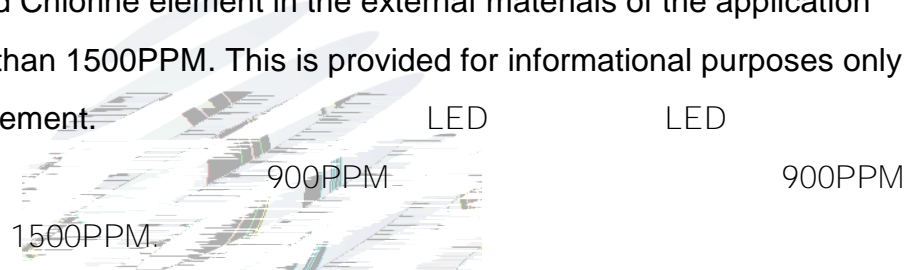 d Chlorine element in the external materials of the application
than 1500PPM. This is provided for informational purposes only
ement. LED LED
900PPM 900PPM
1500PPM.